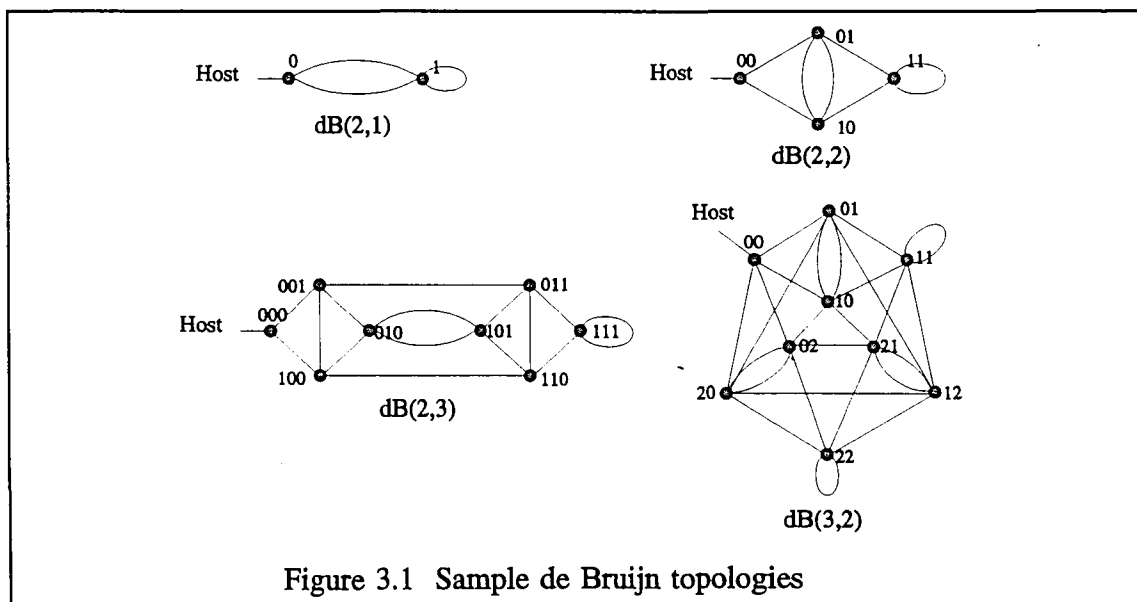 Host 0 1
dB(2,1)
Host 00 01 11 10
dB(2,2)
Host 000 001 010 011 100 101 110 111
dB(2,3)
Host 00 01 11 10 02 21 20 12 22
dB(3,2)
Figure 3.1 Sample de Bruijn topologies